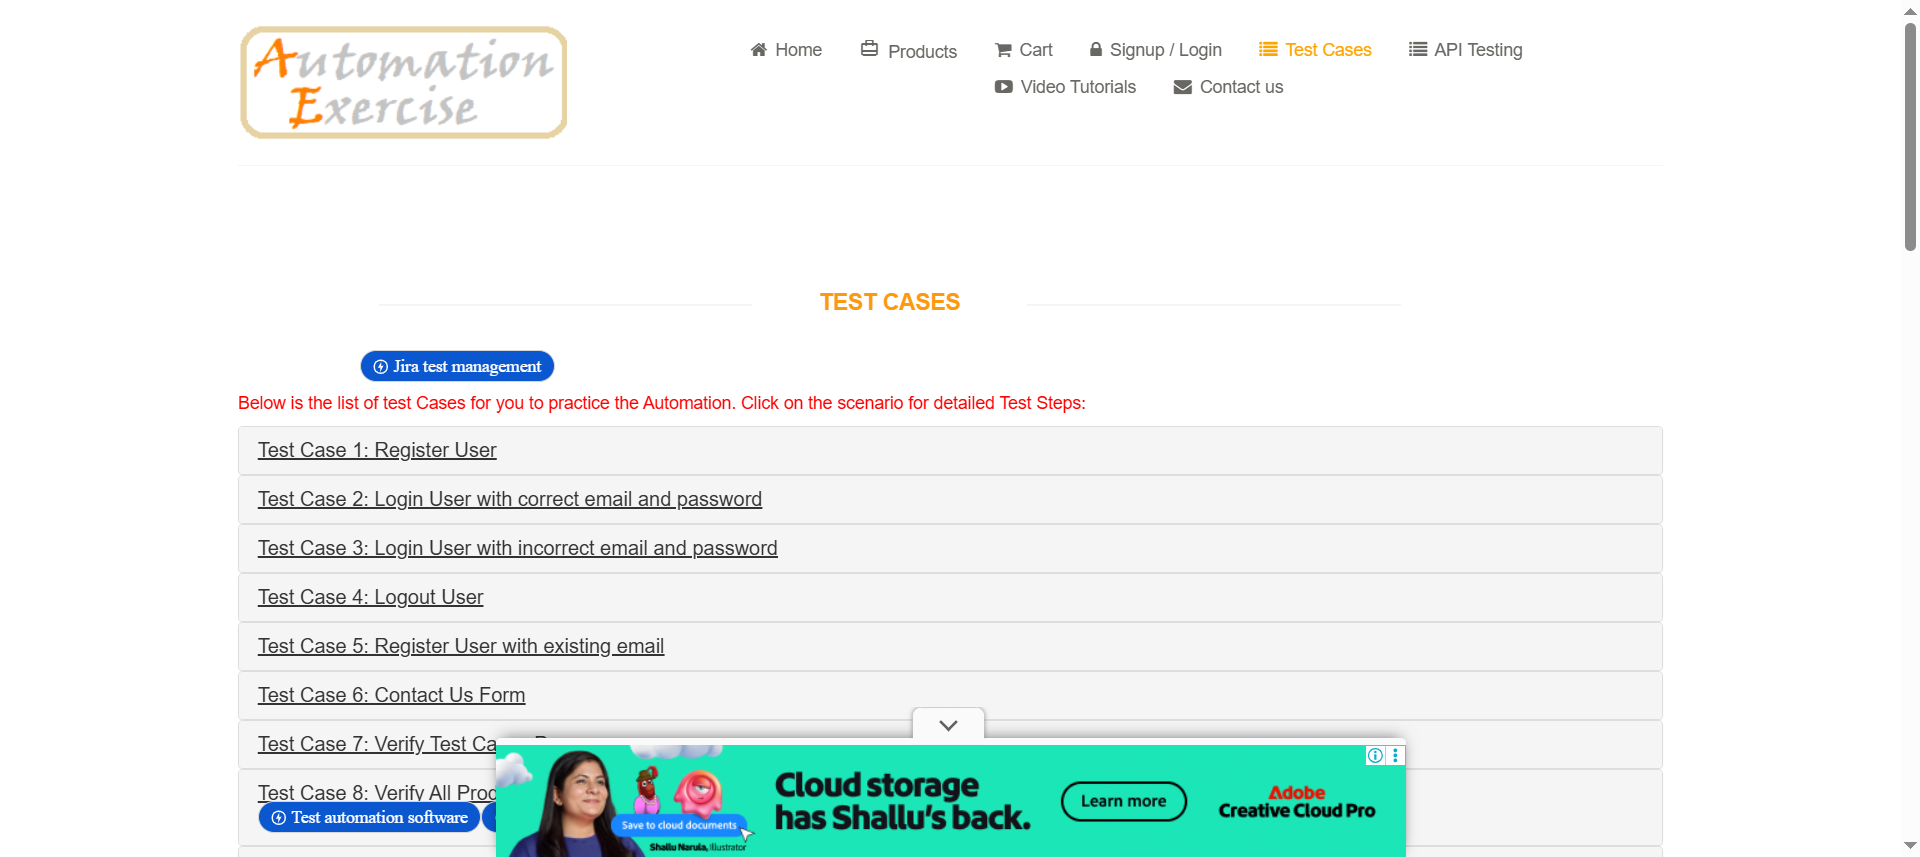 Automation
Exercise
Home
Products
Cart
Signup / Login
Test Cases
API Testing
Video Tutorials
Contact us
TEST CASES
Jira test management
Below is the list of test Cases for you to practice the Automation. Click on the scenario for detailed Test Steps:
Test Case 1: Register User
Test Case 2: Login User with correct email and password
Test Case 3: Login User with incorrect email and password
Test Case 4: Logout User
Test Case 5: Register User with existing email
Test Case 6: Contact Us Form
Test Case 7: Verify Test
Test Case 8: Verify All
Test automation software
Cloud storage
has Shallu's back.
Save to cloud documents
Shallu Narula, Illustrator
Learn more
Adobe
Creative Cloud Pro